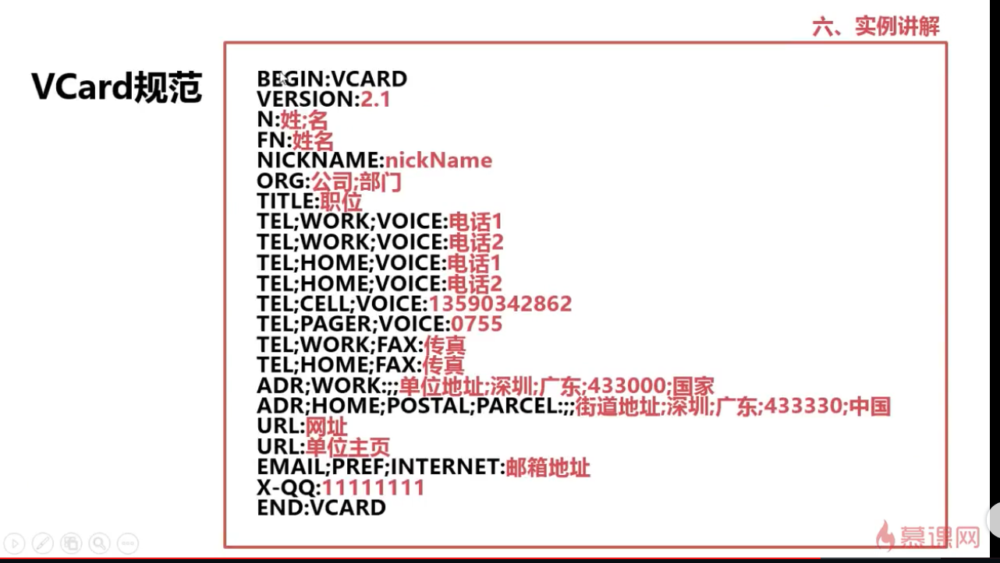 六、实例讲解
VCard规范
BEGIN:VCARD
VERSION:2.1
N:姓;名
FN:姓名
NICKNAME:nickName
ORG:公司;部门
TITLE:职位
TEL;WORK;VOICE:电话1
TEL;WORK;VOICE:电话2
TEL;HOME;VOICE:电话1
TEL;HOME;VOICE:电话2
TEL;CELL;VOICE:13590342862
TEL;PAGER;VOICE:0755
TEL;WORK;FAX:传真
TEL;HOME;FAX:传真
ADR;WORK:;;单位地址;深圳;广东;433000;国家
ADR;HOME;POSTAL;PARCEL:;;街道地址;深圳;广东;433330;中国
URL:网址
URL:单位主页
EMAIL;PREF;INTERNET:邮箱地址
X-QQ:11111111
END:VCARD
慕课网